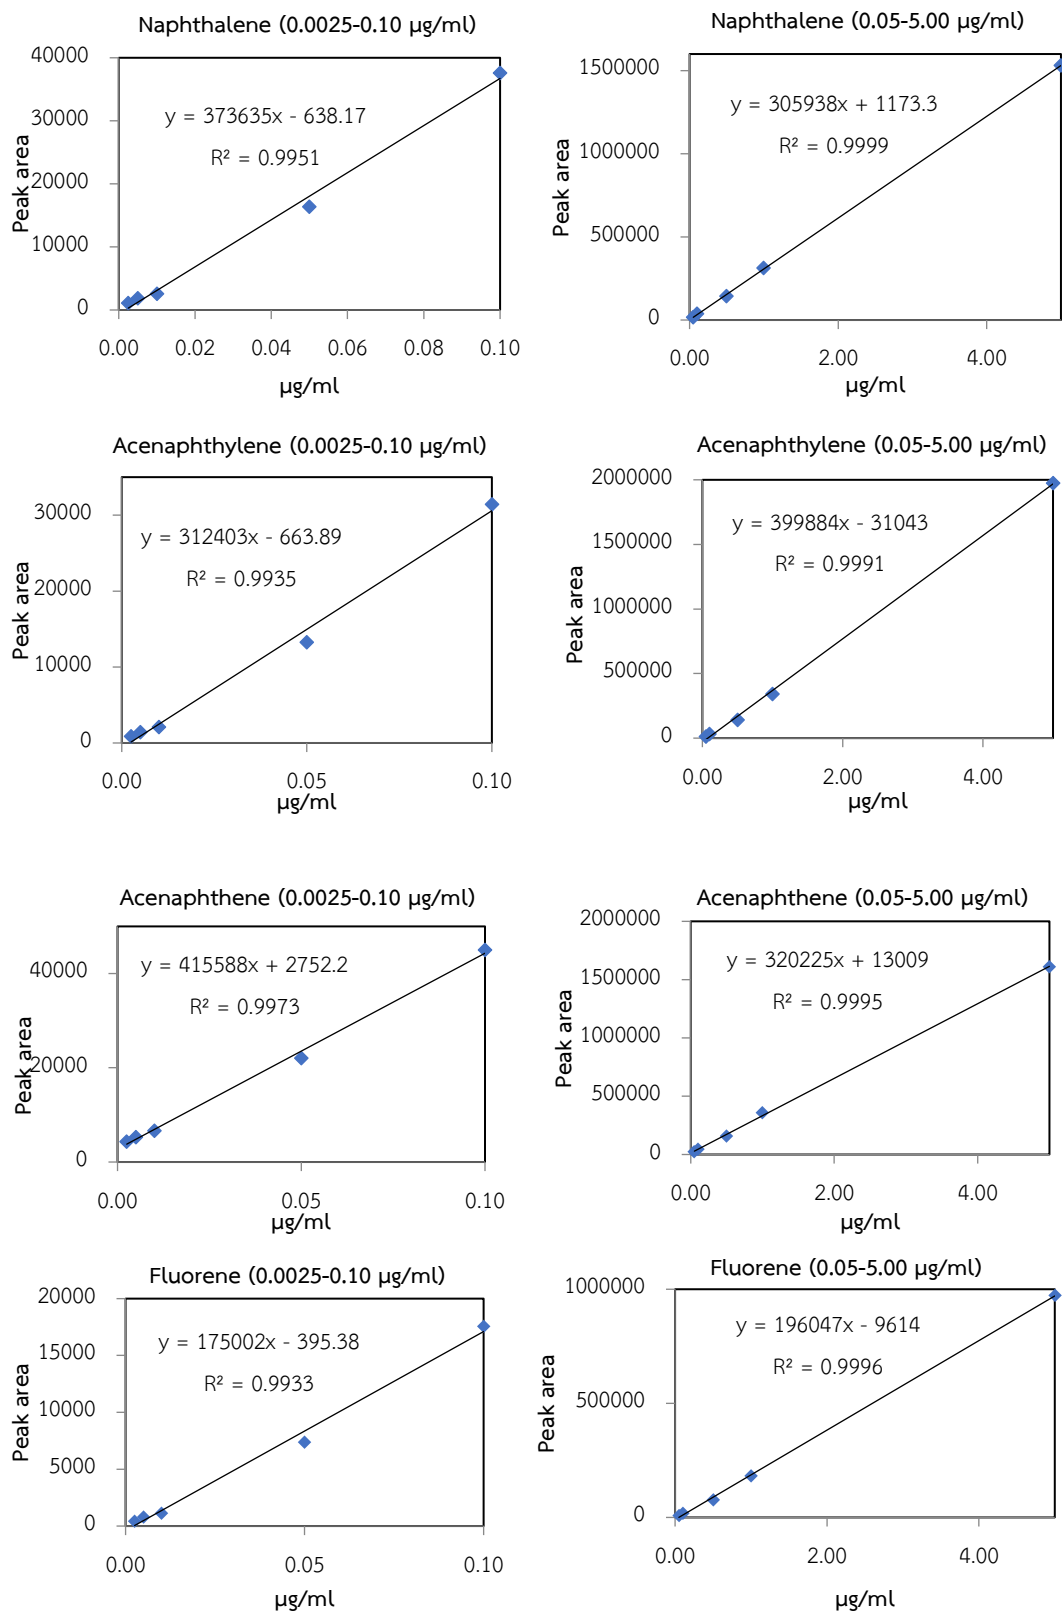 Naphthalene (0.0025-0.10 µg/ml)
40000
30000
20000
10000
0
Peak area
y = 373635x - 638.17
R² = 0.9951
0.00 0.02 0.04 0.06 0.08 0.10
µg/ml
Naphthalene (0.05-5.00 µg/ml)
1500000
1000000
500000
0
Peak area
y = 305938x + 1173.3
R² = 0.9999
0.00 2.00 4.00
µg/ml
Acenaphthylene (0.0025-0.10 µg/ml)
30000
20000
10000
0
Peak area
y = 312403x - 663.89
R² = 0.9935
0.00 0.05 0.10
µg/ml
Acenaphthylene (0.05-5.00 µg/ml)
2000000
1500000
1000000
500000
0
Peak area
y = 399884x - 31043
R² = 0.9991
0.00 2.00 4.00
µg/ml
Acenaphthene (0.0025-0.10 µg/ml)
40000
20000
0
Peak area
y = 415588x + 2752.2
R² = 0.9973
0.00 0.05 0.10
µg/ml
Acenaphthene (0.05-5.00 µg/ml)
2000000
1500000
1000000
500000
0
Peak area
y = 320225x + 13009
R² = 0.9995
0.00 2.00 4.00
µg/ml
Fluorene (0.0025-0.10 µg/ml)
20000
15000
10000
5000
0
Peak area
y = 175002x - 395.38
R² = 0.9933
0.00 0.05 0.10
µg/ml
Fluorene (0.05-5.00 µg/ml)
1000000
500000
0
Peak area
y = 196047x - 9614
R² = 0.9996
0.00 2.00 4.00
µg/ml